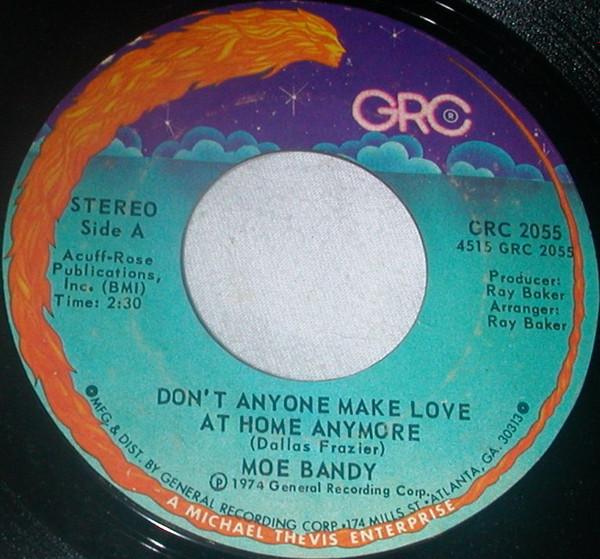 GRC®
STEREO
Side A
Acuff-Rose
Publications,
Inc. (BMI)
Time: 2:30
GRC 2055
4515 GRC 2055
Producer:
Ray Baker
Arranger:
Ray Baker
DON'T ANYONE MAKE LOVE
AT HOME ANYMORE
(Dallas Frazier)
MOE BANDY
℗ 1974 General Recording Corp.
MFG. & DIST. BY GENERAL RECORDING CORP•174 MILLS ST•ATLANTA, GA. 30313
A MICHAEL THEVIS ENTERPRISE